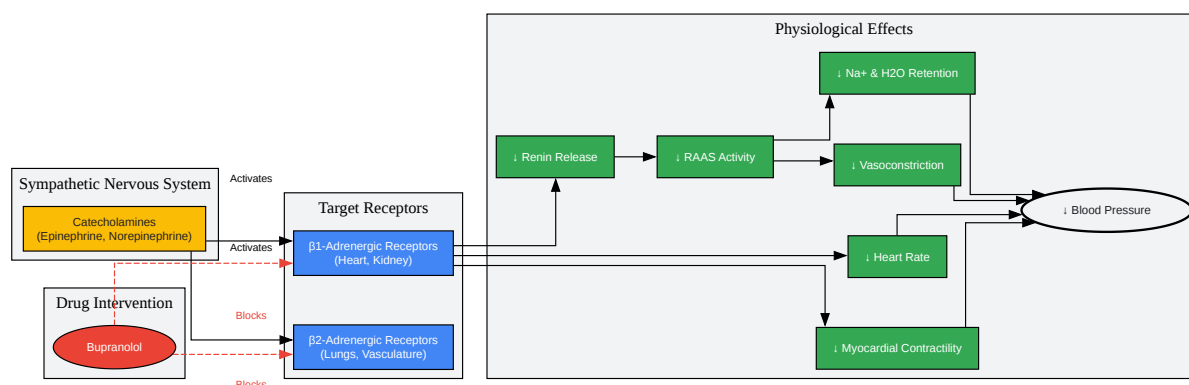 Physiological Effects
↓ Na+ & H2O Retention
↓ Renin Release
↓ RAAS Activity
↓ Vasoconstriction
Sympathetic Nervous System
Activates
Catecholamines
(Epinephrine, Norepinephrine)
Target Receptors
↓ Blood Pressure
Activates
β1-Adrenergic Receptors
(Heart, Kidney)
↓ Heart Rate
Drug Intervention
Blocks
Bupranolol
β2-Adrenergic Receptors
(Lungs, Vasculature)
↓ Myocardial Contractility
Blocks